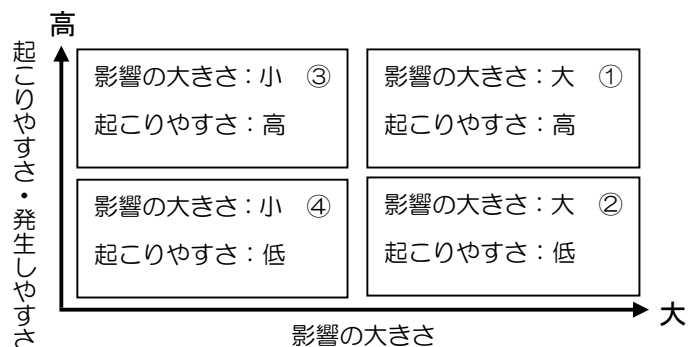 高
起こりやすさ・発生しやすさ
影響の大きさ：小 ③
起こりやすさ：高
影響の大きさ：大 ①
起こりやすさ：高
影響の大きさ：小 ④
起こりやすさ：低
影響の大きさ：大 ②
起こりやすさ：低
大
影響の大きさ